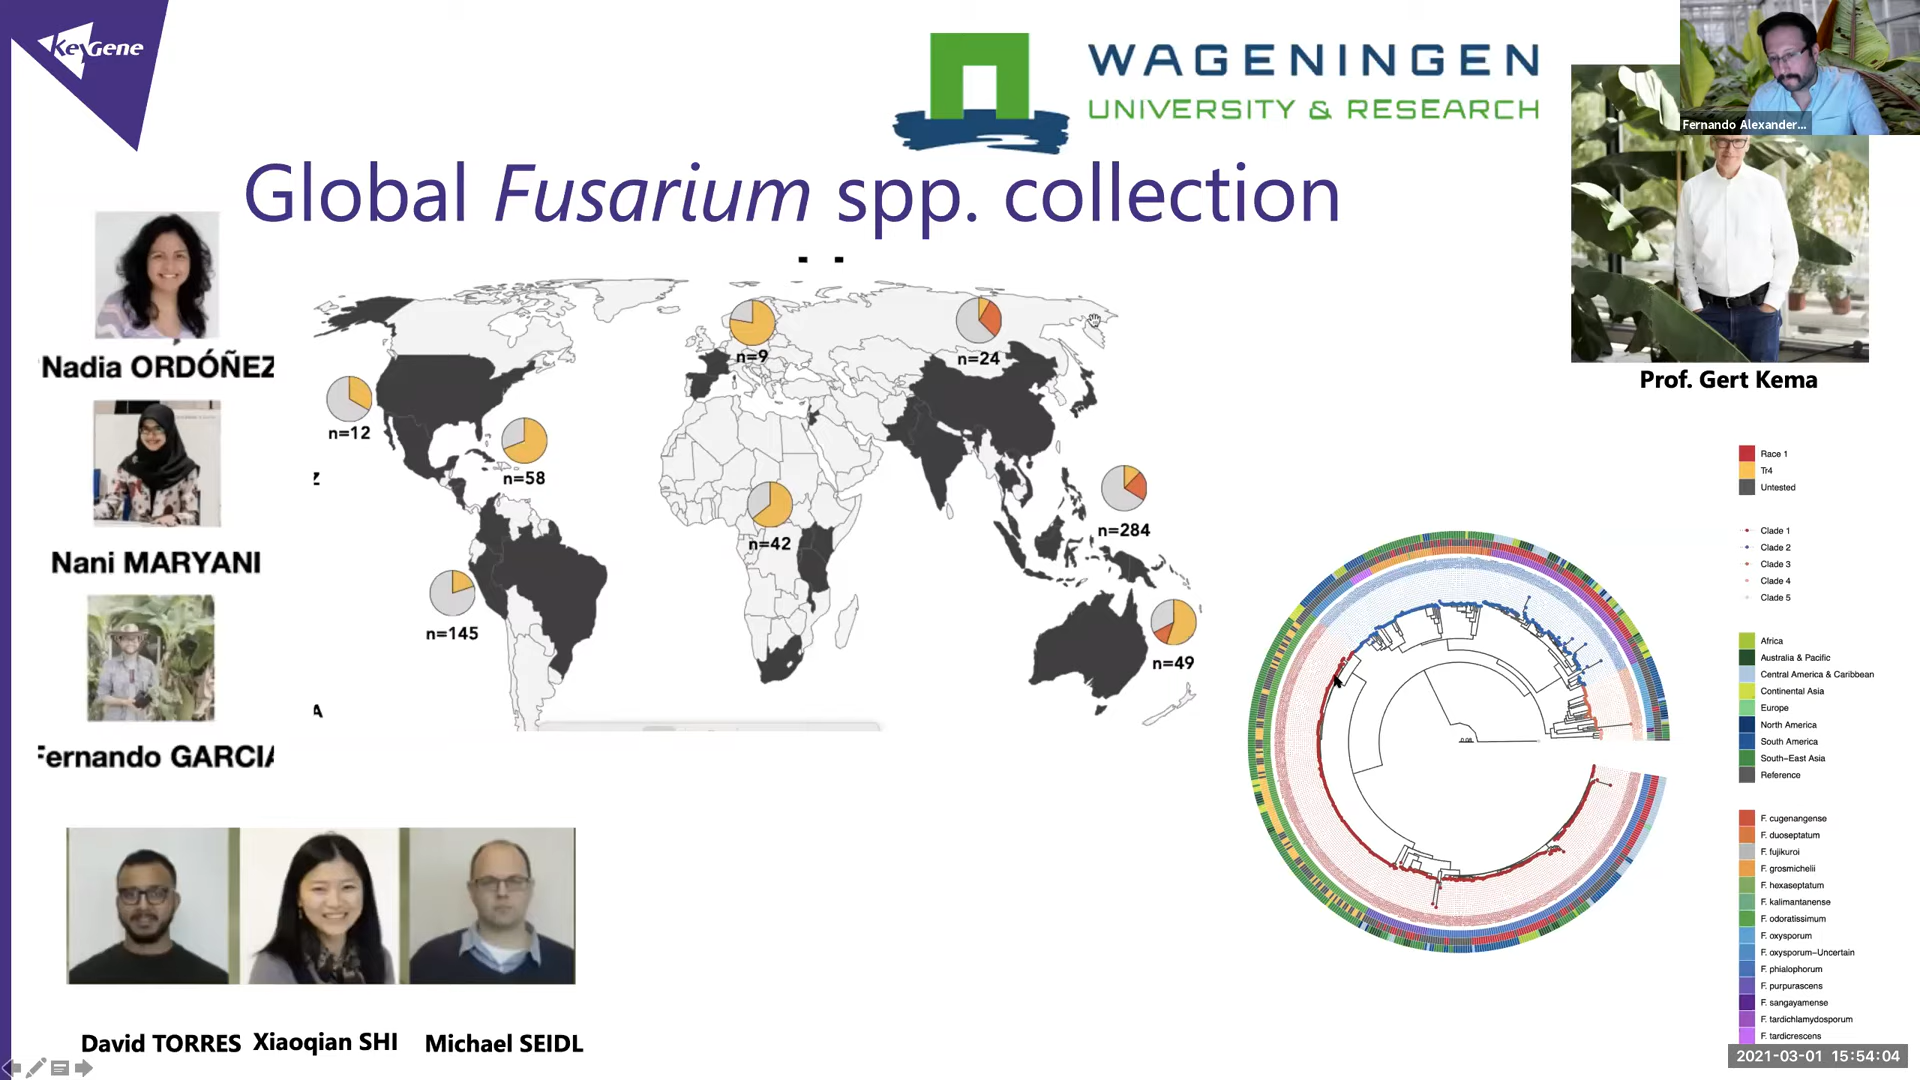 KeyGene
WAGENINGEN
UNIVERSITY & RESEARCH
Fernando Alexander...
Global Fusarium spp. collection
Nadia ORDÓÑEZ
Nani MARYANI
Fernando GARCIA
David TORRES
Xiaoqian SHI
Michael SEIDL
Prof. Gert Kema
n=9
n=24
n=12
n=58
n=284
n=42
n=145
n=49
Z
A
Race 1
Tr4
Untested
Clade 1
Clade 2
Clade 3
Clade 4
Clade 5
Africa
Australia & Pacific
Central America & Caribbean
Continental Asia
Europe
North America
South America
South-East Asia
Reference
F. cugenangense
F. duoseptatum
F. fujikuroi
F. grosmichelii
F. hexaseptatum
F. kalimantanense
F. odoratissimum
F. oxysporum
F. oxysporum-Uncertain
F. phialophorum
F. purpurascens
F. sangayamense
F. tardichlamydosporum
F. tardicrescens
2021-03-01 15:54:04